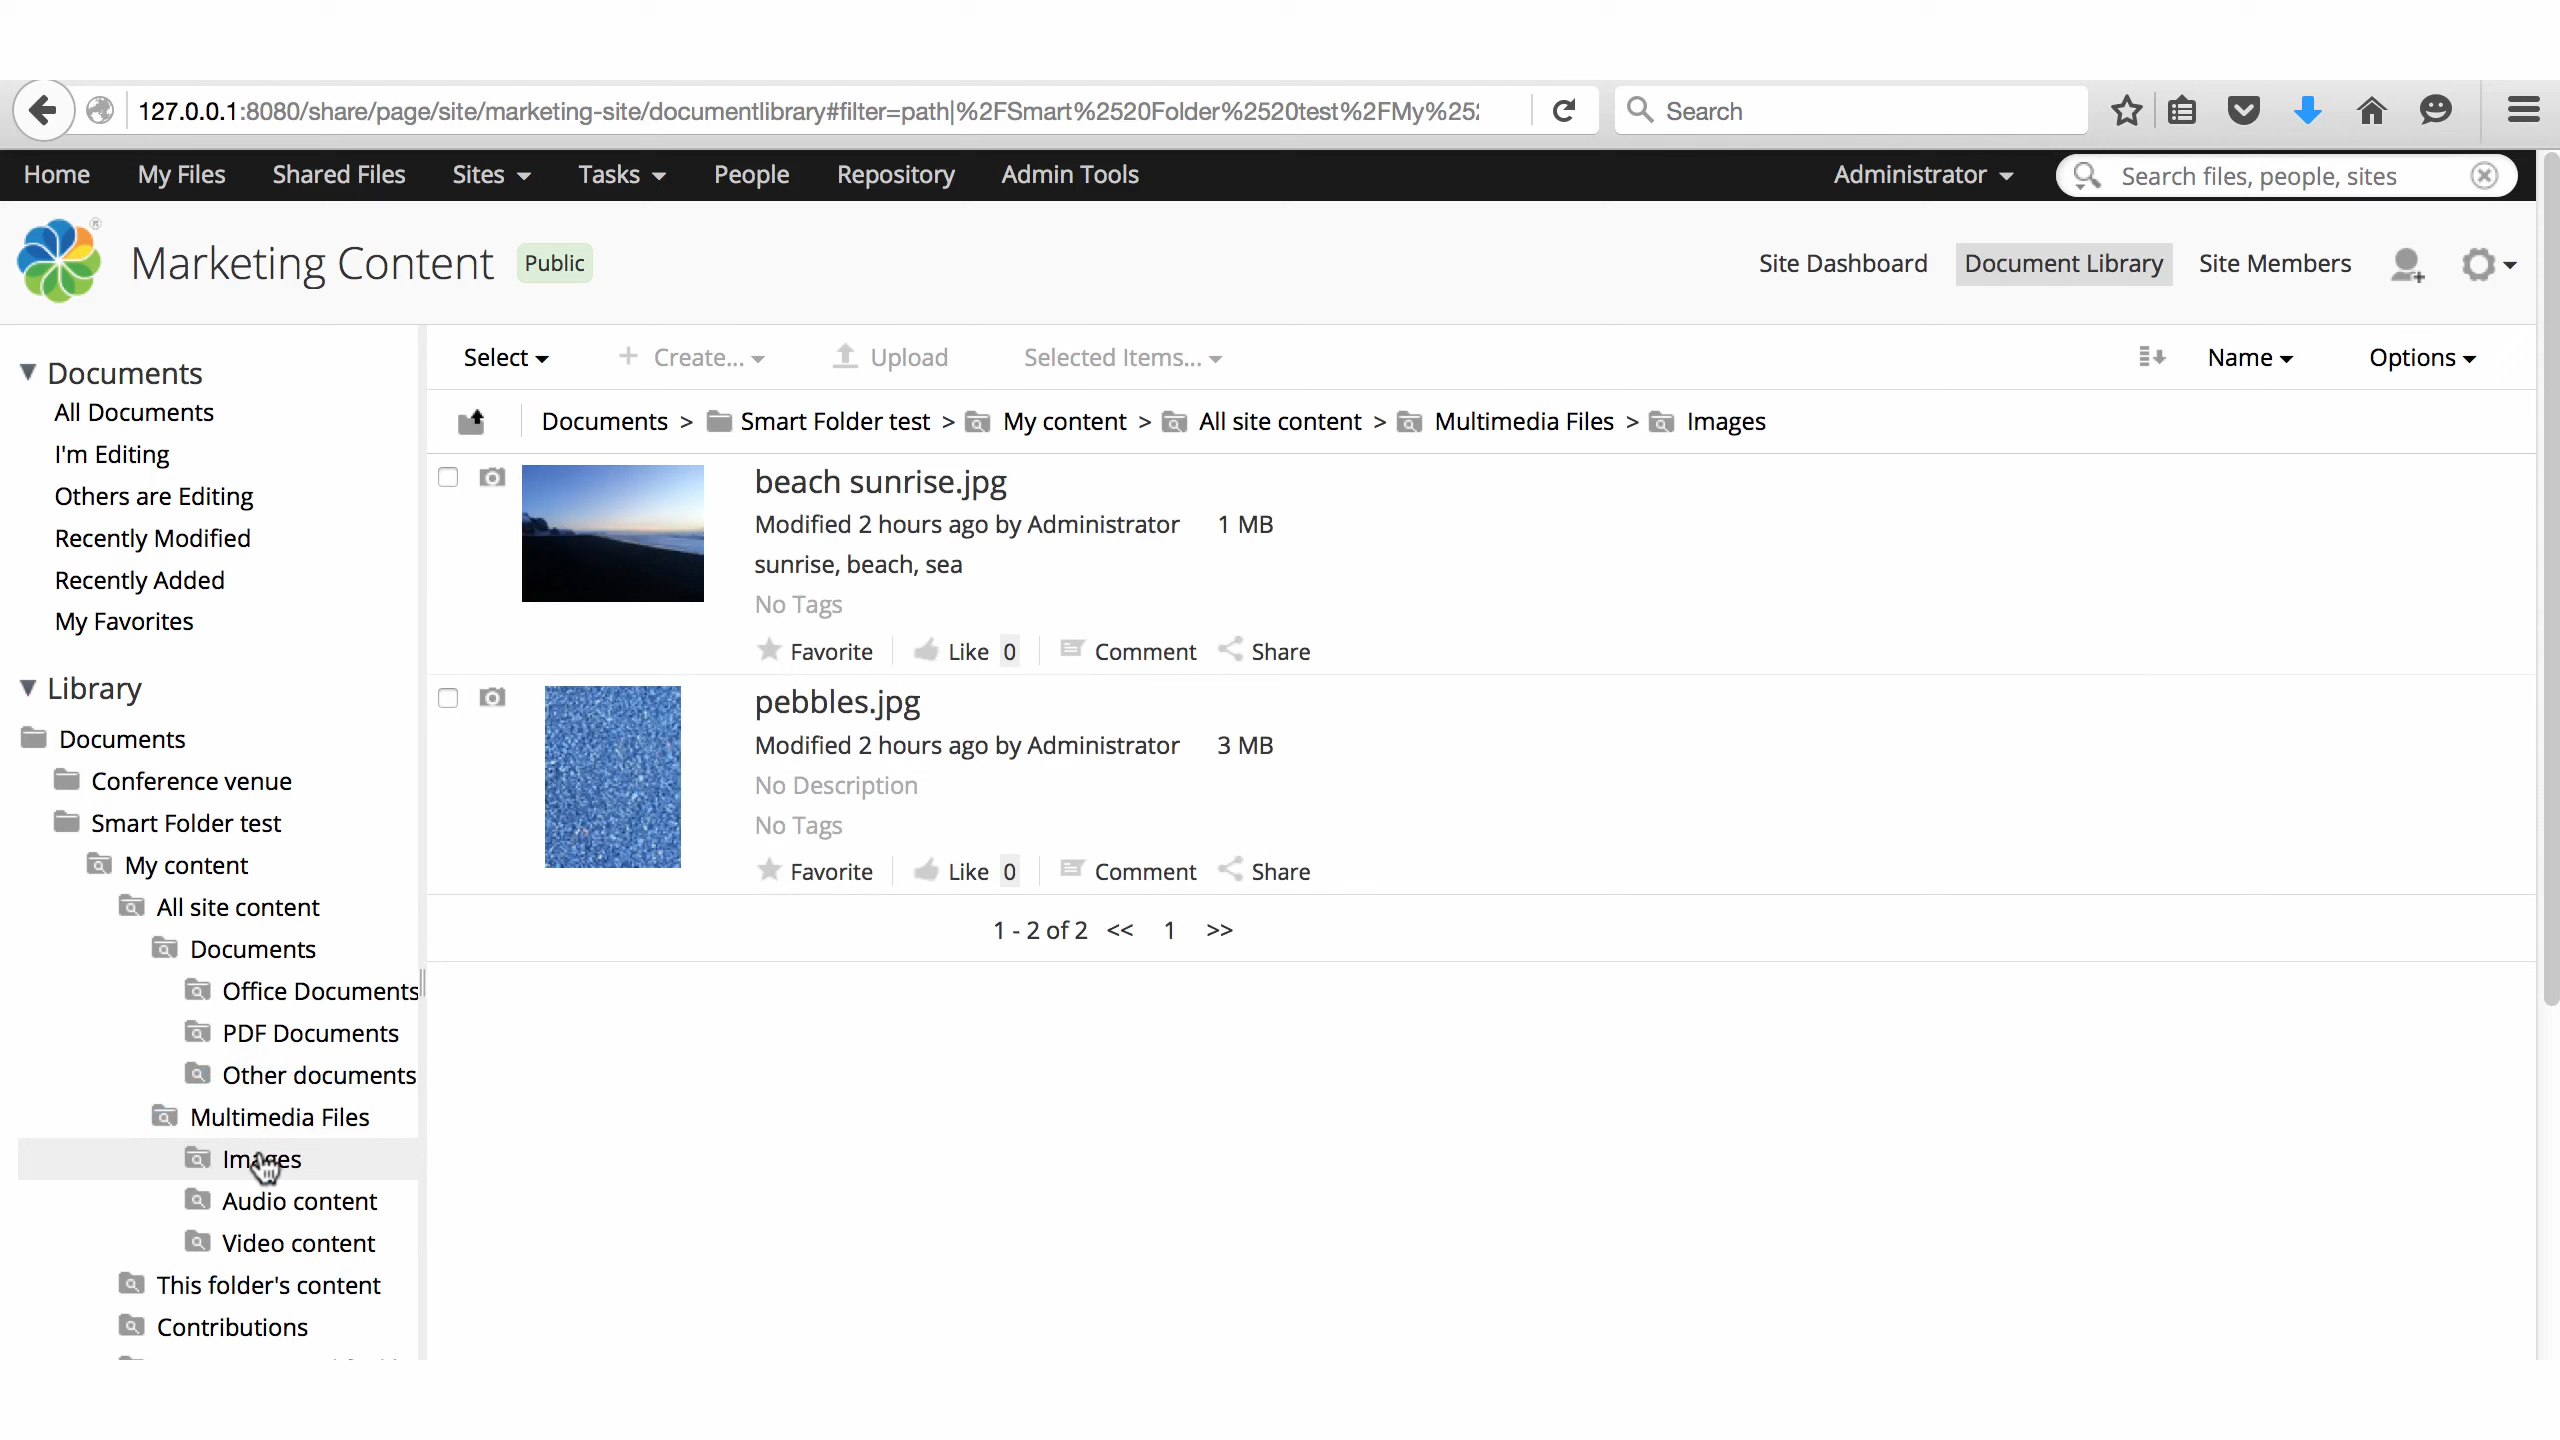 127.0.0.1:8080/share/page/site/marketing-site/documentlibrary#filter=path|%2FSmart%2520Folder%2520test%2FMy%252
Search
Home My Files Shared Files Sites Tasks People Repository Admin Tools Administrator Search files, people, sites
Marketing Content Public Site Dashboard Document Library Site Members
®
Select Create... Upload Selected Items... Name Options
Documents > Smart Folder test > My content > All site content > Multimedia Files > Images
Documents
All Documents
I'm Editing
Others are Editing
Recently Modified
Recently Added
My Favorites
Library
Documents
Conference venue
Smart Folder test
My content
All site content
Documents
Office Documents
PDF Documents
Other documents
Multimedia Files
Images
Audio content
Video content
This folder's content
Contributions
beach sunrise.jpg
Modified 2 hours ago by Administrator 1 MB
sunrise, beach, sea
No Tags
Favorite Like 0 Comment Share
pebbles.jpg
Modified 2 hours ago by Administrator 3 MB
No Description
No Tags
Favorite Like 0 Comment Share
1 - 2 of 2 << 1 >>